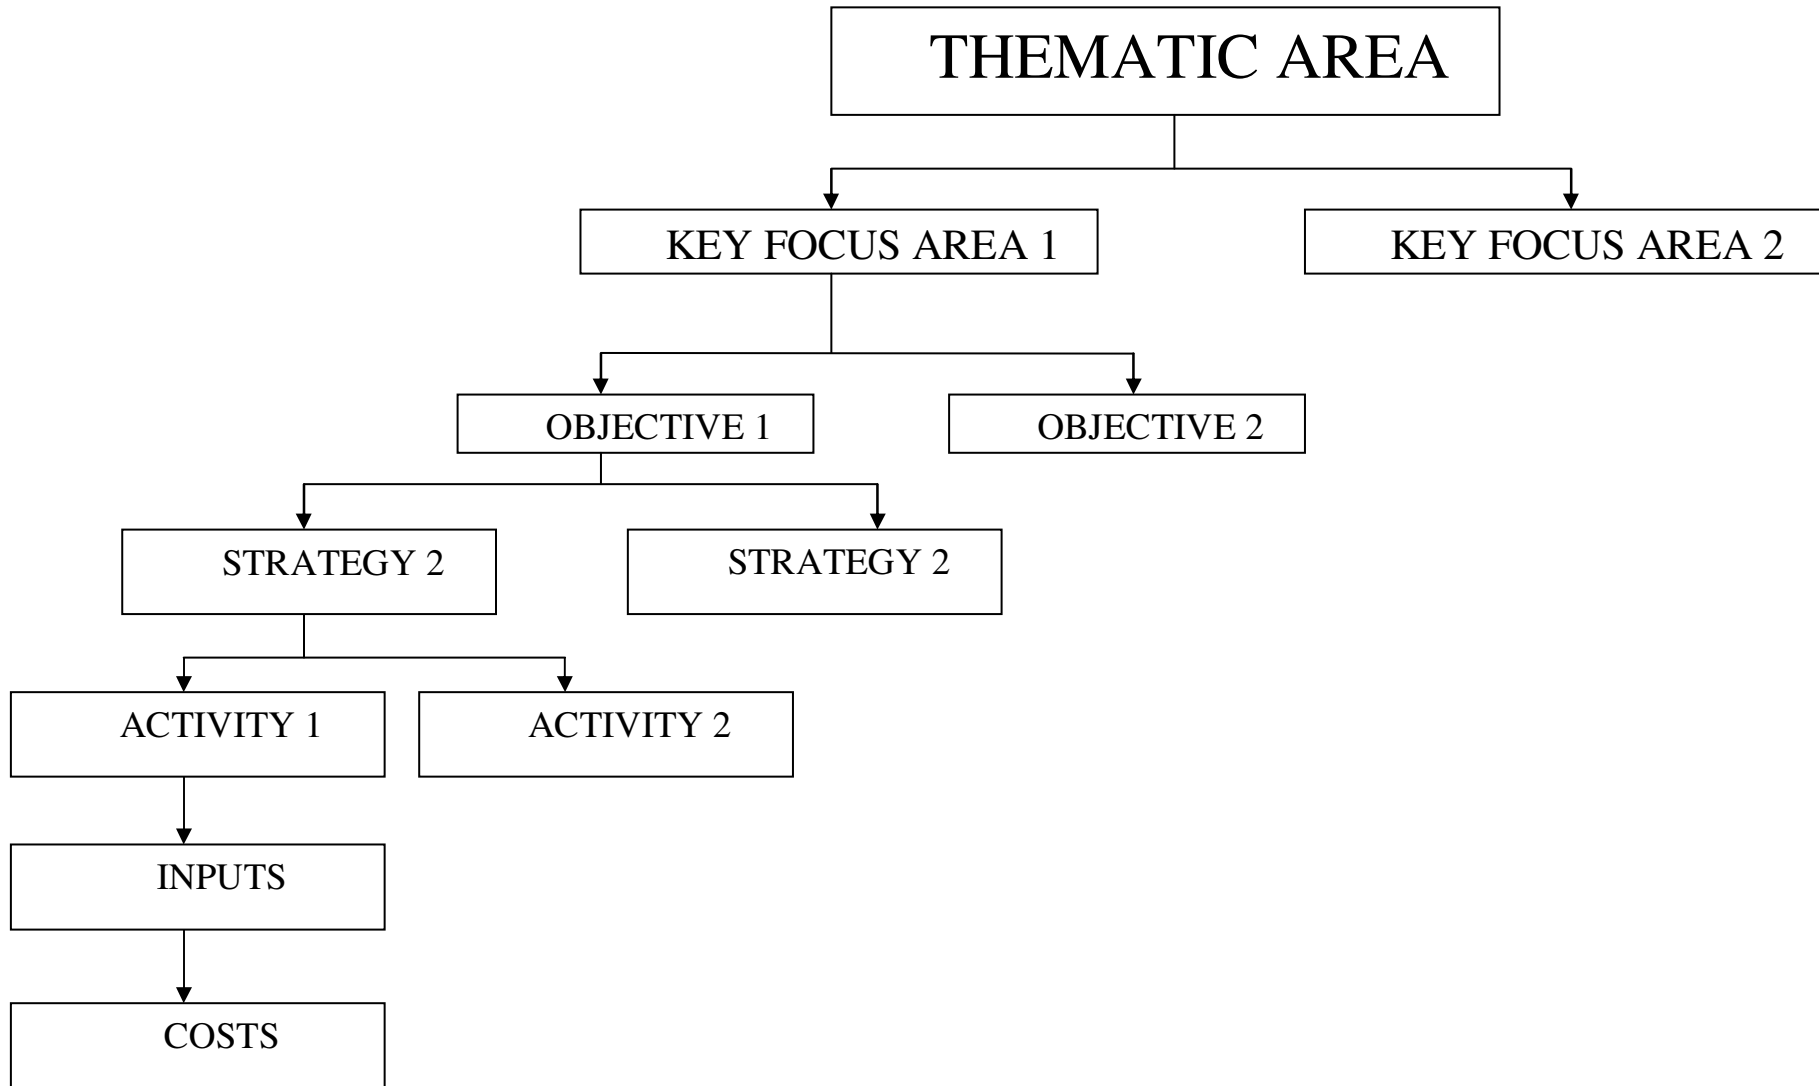 THEMATIC AREA
KEY FOCUS AREA 1
KEY FOCUS AREA 2
OBJECTIVE 1
OBJECTIVE 2
STRATEGY 2
STRATEGY 2
ACTIVITY 1
ACTIVITY 2
INPUTS
COSTS